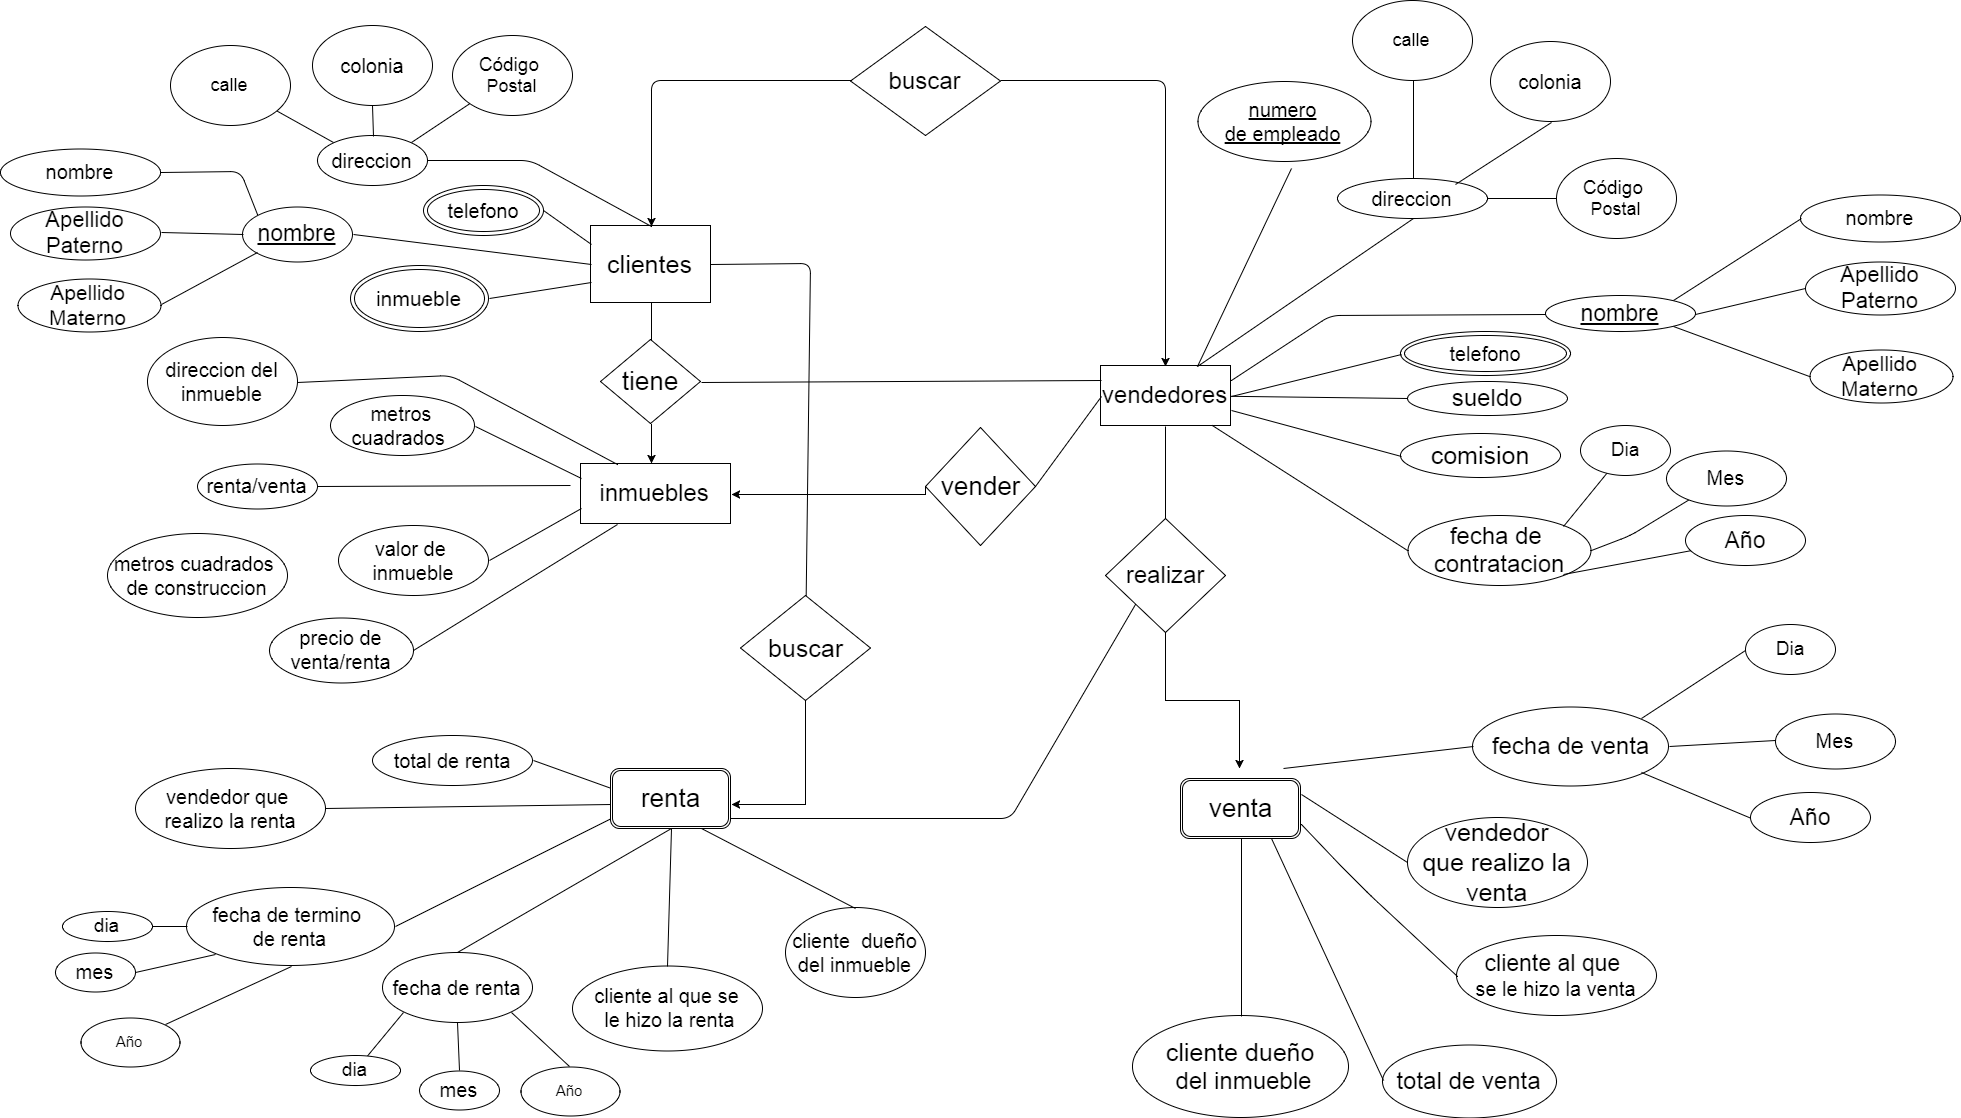 calle
colonia
Código
Postal
direccion
nombre
Apellido
Paterno
Apellido
Materno
nombre
telefono
inmueble
clientes
buscar
numero
de empleado
calle
colonia
direccion
Código
Postal
nombre
Apellido
Paterno
Apellido
Materno
nombre
telefono
sueldo
comision
vendedores
Dia
Mes
Año
fecha de
contratacion
tiene
direccion del
inmueble
metros
cuadrados
renta/venta
inmuebles
valor de
inmueble
metros cuadrados
de construccion
precio de
venta/renta
vender
realizar
buscar
total de renta
renta
vendedor que
realizo la renta
fecha de termino
de renta
dia
mes
Año
fecha de renta
dia
mes
Año
cliente al que se
le hizo la renta
cliente dueño
del inmueble
venta
fecha de venta
Dia
Mes
Año
vendedor
que realizo la
venta
cliente al que
se le hizo la venta
cliente dueño
del inmueble
total de venta